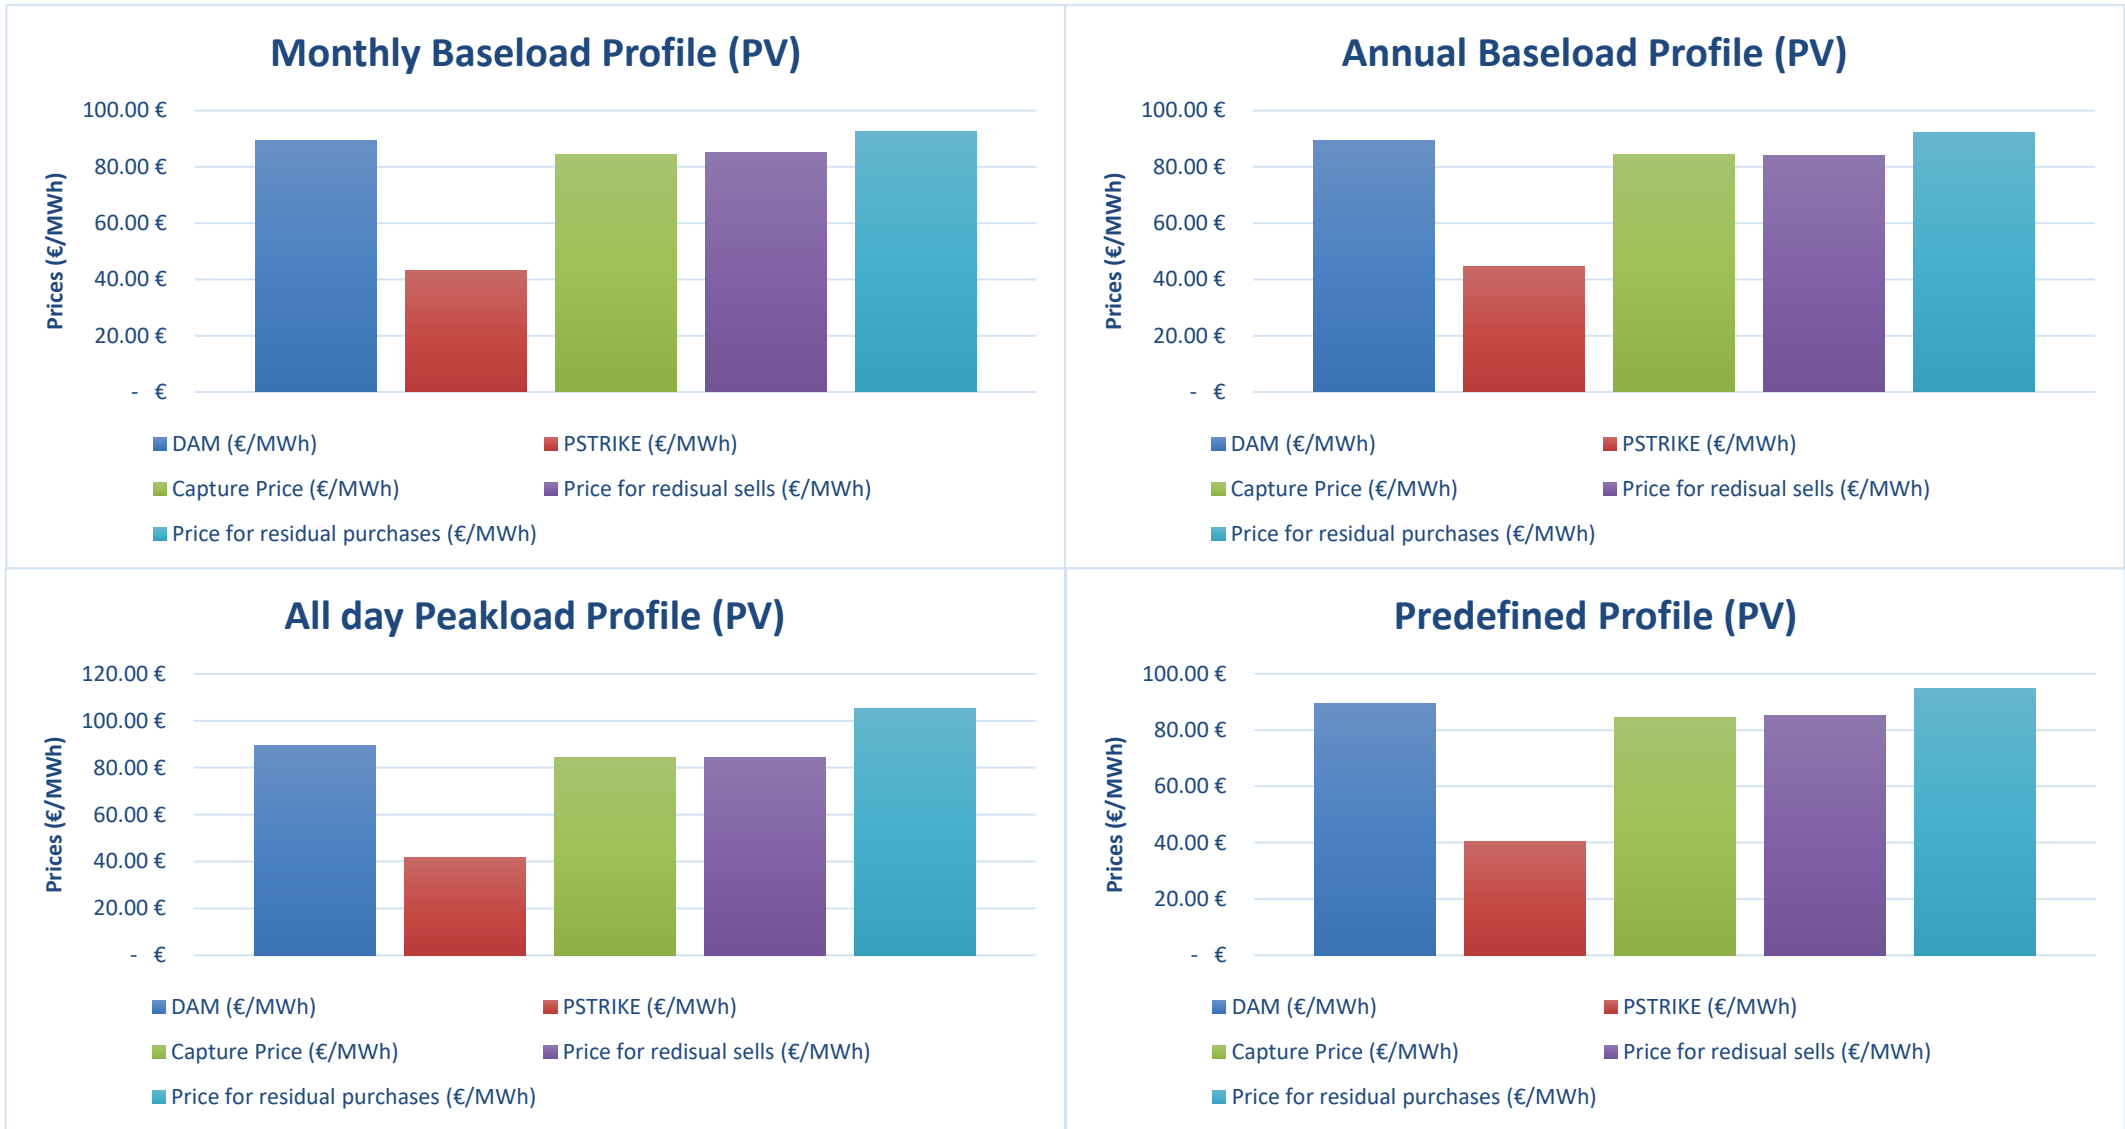 Monthly Baseload Profile (PV)
Prices (€/MWh)
100.00 €
80.00 €
60.00 €
40.00 €
20.00 €
- €
DAM (€/MWh)
PSTRIKE (€/MWh)
Capture Price (€/MWh)
Price for redisual sells (€/MWh)
Price for residual purchases (€/MWh)
Annual Baseload Profile (PV)
Prices (€/MWh)
100.00 €
80.00 €
60.00 €
40.00 €
20.00 €
- €
DAM (€/MWh)
PSTRIKE (€/MWh)
Capture Price (€/MWh)
Price for redisual sells (€/MWh)
Price for residual purchases (€/MWh)
All day Peakload Profile (PV)
Prices (€/MWh)
120.00 €
100.00 €
80.00 €
60.00 €
40.00 €
20.00 €
- €
DAM (€/MWh)
PSTRIKE (€/MWh)
Capture Price (€/MWh)
Price for redisual sells (€/MWh)
Price for residual purchases (€/MWh)
Predefined Profile (PV)
Prices (€/MWh)
100.00 €
80.00 €
60.00 €
40.00 €
20.00 €
- €
DAM (€/MWh)
PSTRIKE (€/MWh)
Capture Price (€/MWh)
Price for redisual sells (€/MWh)
Price for residual purchases (€/MWh)